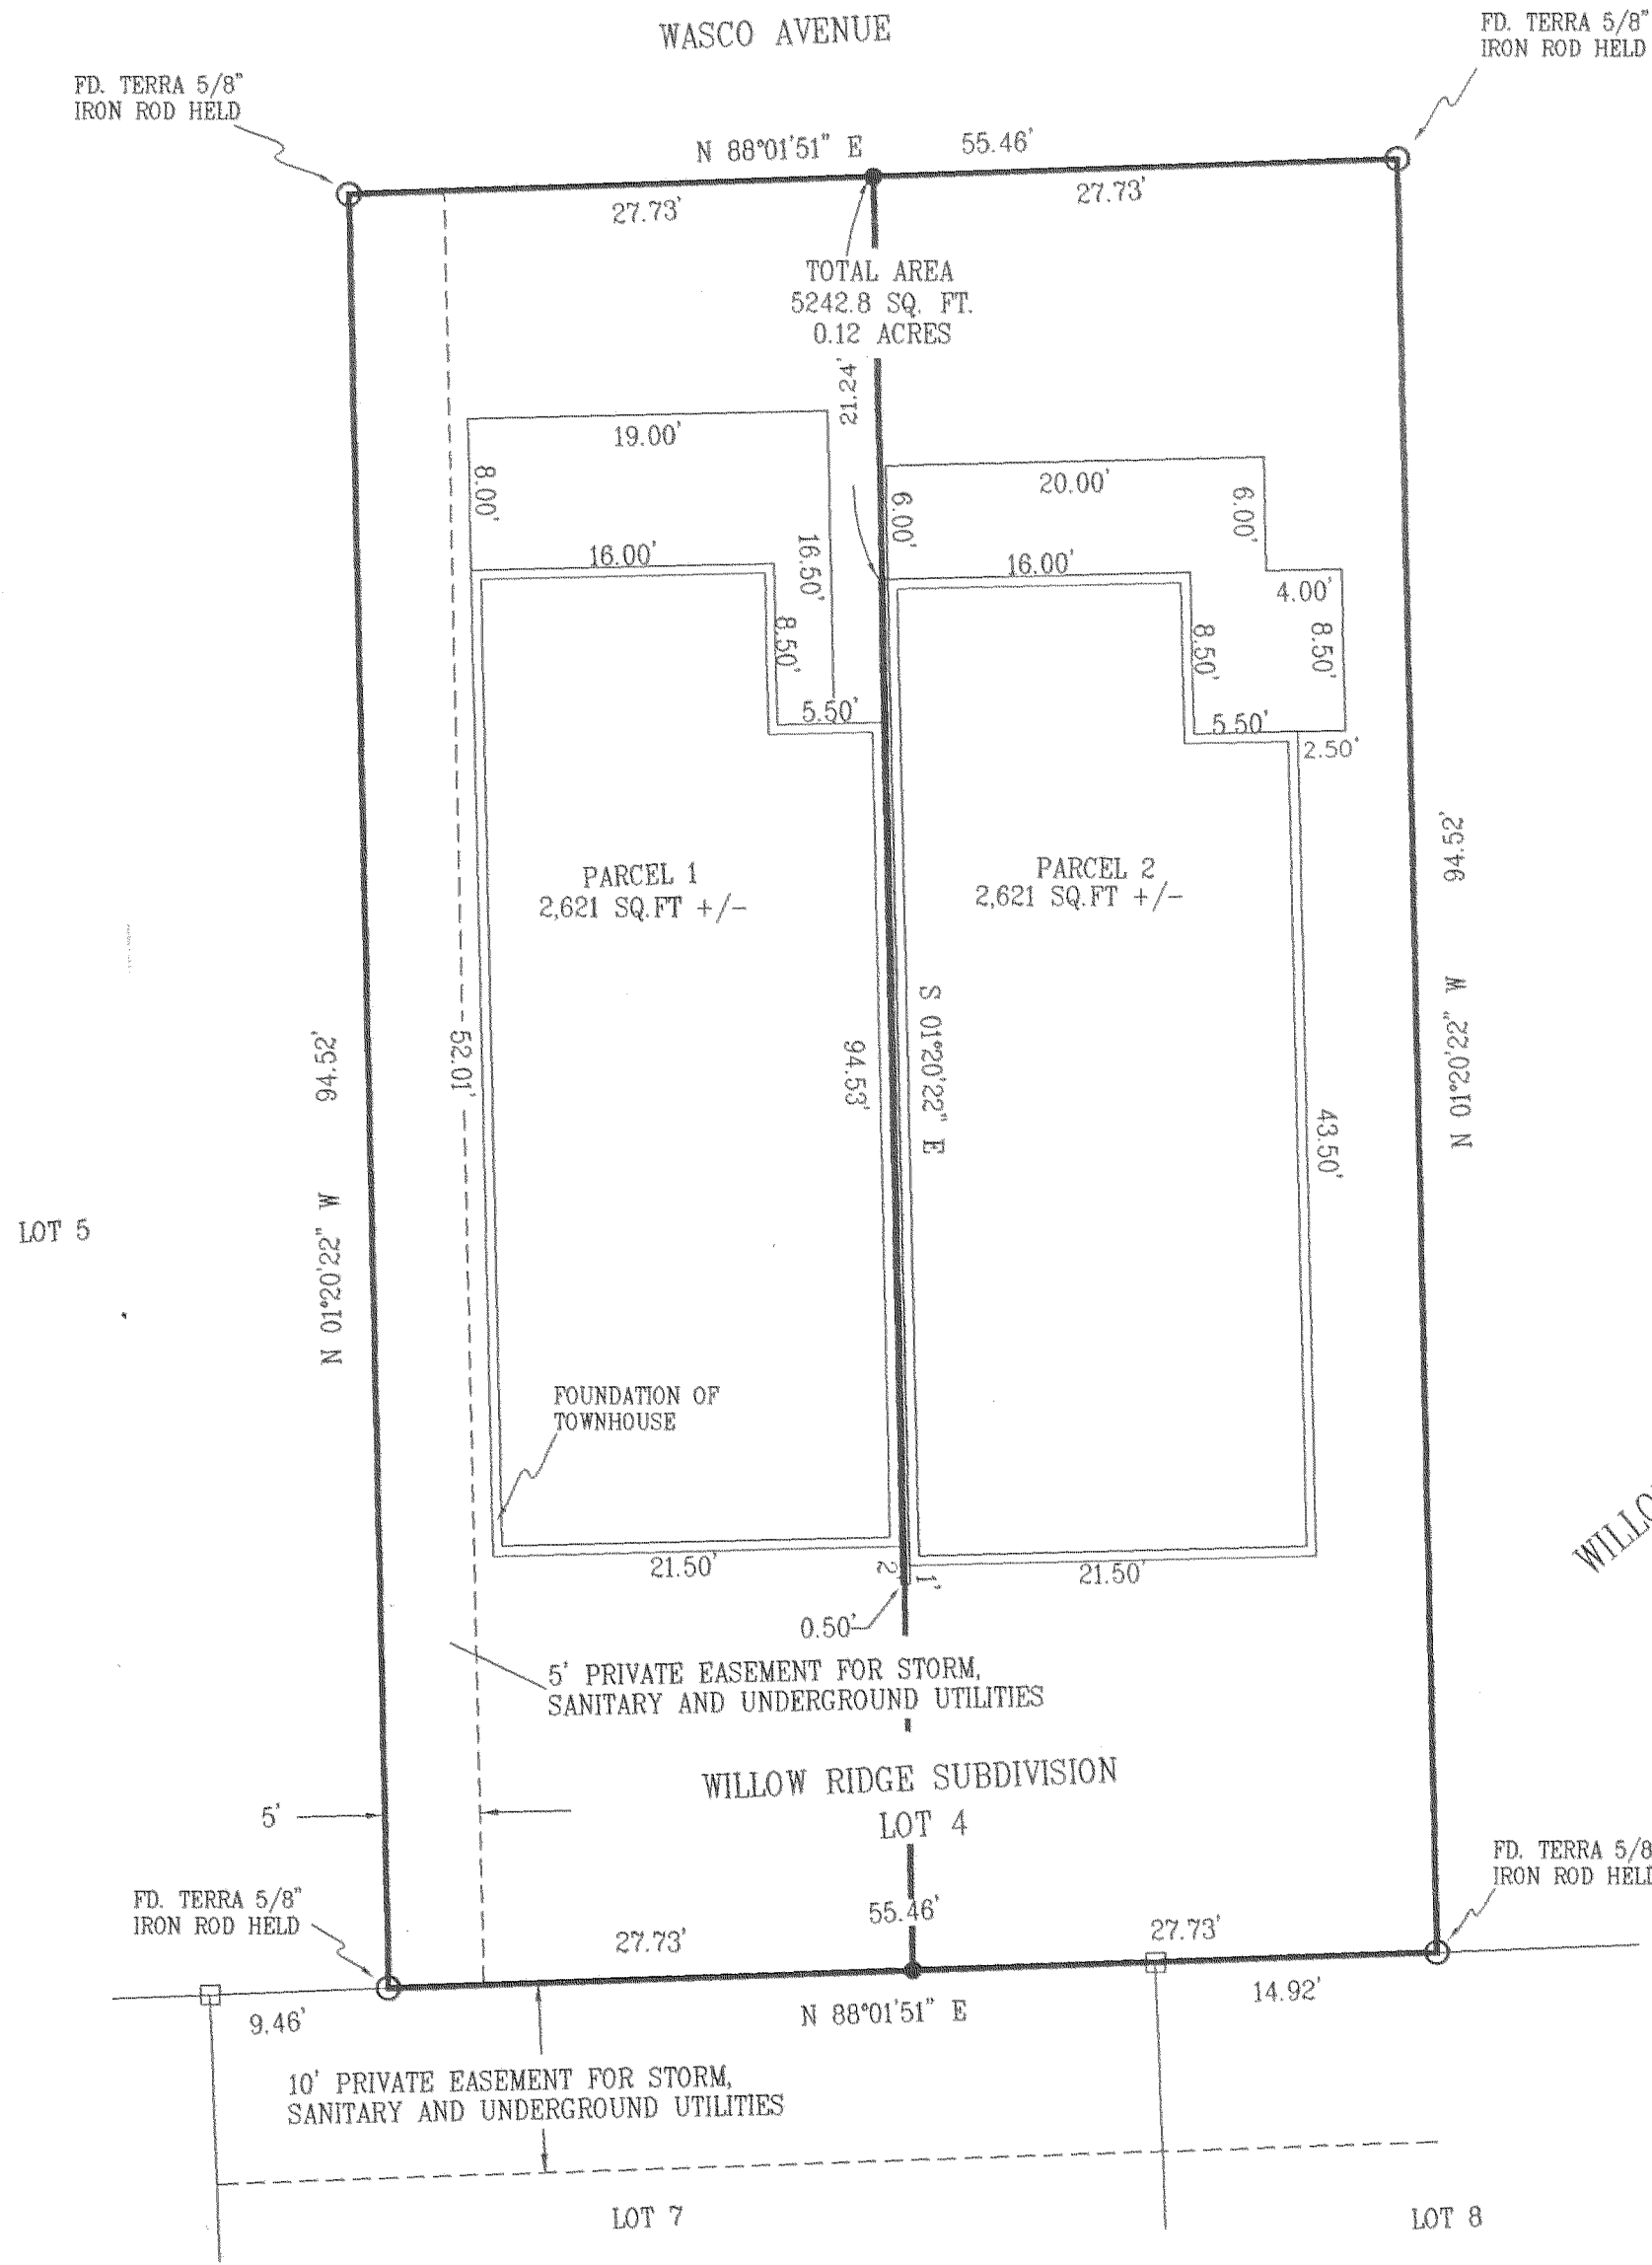 WASCO AVENUE
FD. TERRA 5/8"
IRON ROD HELD
FD. TERRA 5/8"
IRON ROD HELD
N 88°01'51" E
55.46'
27.73'
27.73'
TOTAL AREA
5242.8 SQ. FT.
0.12 ACRES
21.24'
19.00'
8.00'
16.50'
16.00'
8.50'
5.50'
20.00'
6.00'
6.00'
16.00'
4.00'
8.50'
8.50'
5.50'
2.50'
PARCEL 1
2,621 SQ.FT +/-
PARCEL 2
2,621 SQ.FT +/-
94.52'
N 01°20'22" W
52.01'
94.53'
S 01°20'22" E
43.50'
94.52'
N 01°20'22" W
LOT 5
FOUNDATION OF
TOWNHOUSE
21.50'
2'
1'
21.50'
0.50'
5' PRIVATE EASEMENT FOR STORM,
SANITARY AND UNDERGROUND UTILITIES
WILLOW RIDGE SUBDIVISION
LOT 4
5'
FD. TERRA 5/8"
IRON ROD HELD
FD. TERRA 5/8
IRON ROD HELD
27.73'
55.46'
27.73'
9.46'
N 88°01'51" E
14.92'
10' PRIVATE EASEMENT FOR STORM,
SANITARY AND UNDERGROUND UTILITIES
LOT 7
LOT 8